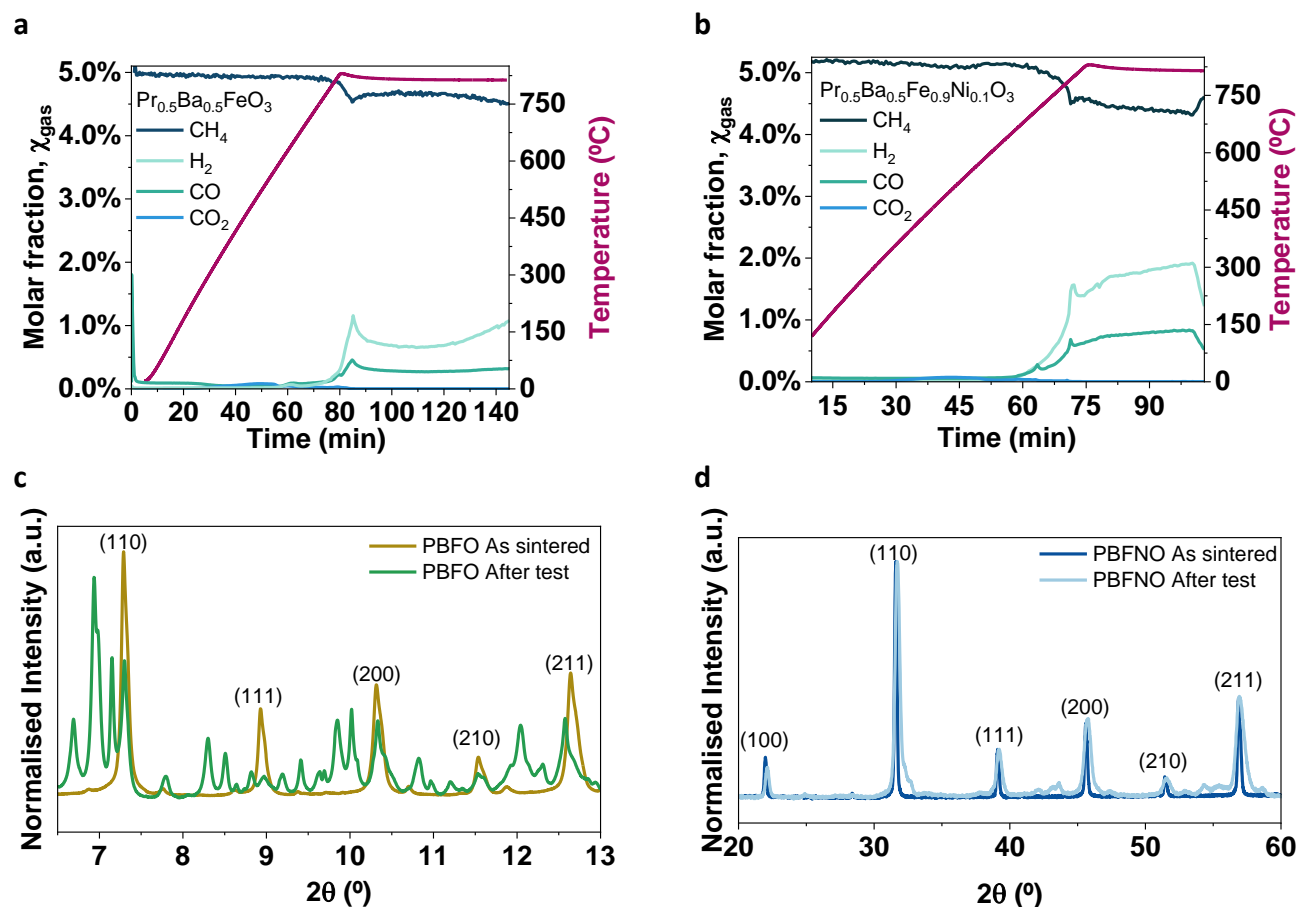 a
5.0%
4.0%
3.0%
2.0%
1.0%
0.0%
Molar fraction, χgas
Pr0.5Ba0.5FeO3
CH4
H2
CO
CO2
750
600
450
300
150
0
Temperature (ºC)
0 20 40 60 80 100 120 140
Time (min)
b
5.0%
4.0%
3.0%
2.0%
1.0%
0.0%
Molar fraction, χgas
Pr0.5Ba0.5Fe0.9Ni0.1O3
CH4
H2
CO
CO2
750
600
450
300
150
0
Temperature (ºC)
15 30 45 60 75 90
Time (min)
c
Normalised Intensity (a.u.)
PBFO As sintered
PBFO After test
(110)
(111)
(200)
(210)
(211)
7 8 9 10 11 12 13
2θ (º)
d
Normalised Intensity (a.u.)
PBFNO As sintered
PBFNO After test
(100)
(110)
(111)
(200)
(210)
(211)
20 30 40 50 60
2θ (º)